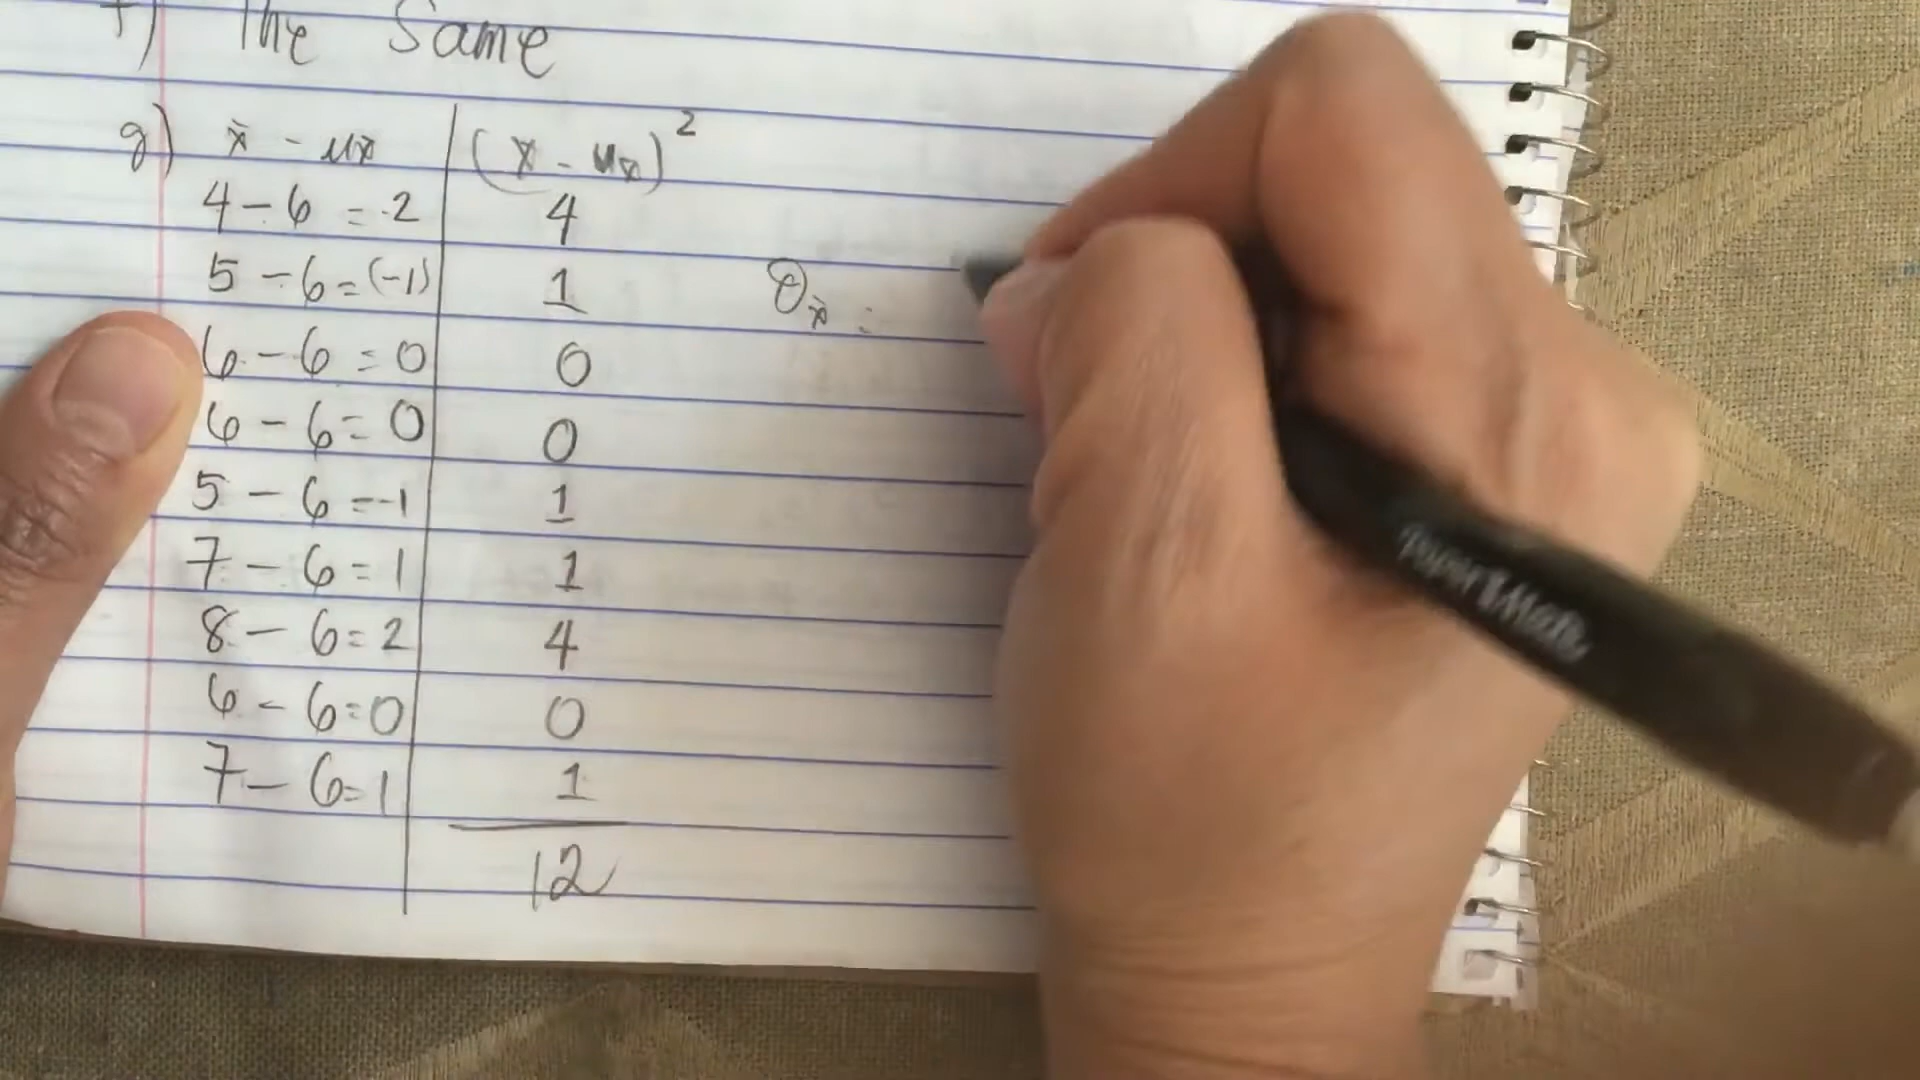 f) The Same
g) x̄ - μx̄ (x̄ - μx̄)²
4 - 6 = -2 4
5 - 6 = (-1) 1
σx̄ =
6 - 6 = 0 0
6 - 6 = 0 0
5 - 6 = -1 1
7 - 6 = 1 1
8 - 6 = 2 4
6 - 6 = 0 0
7 - 6 = 1 1
12
PaperMate